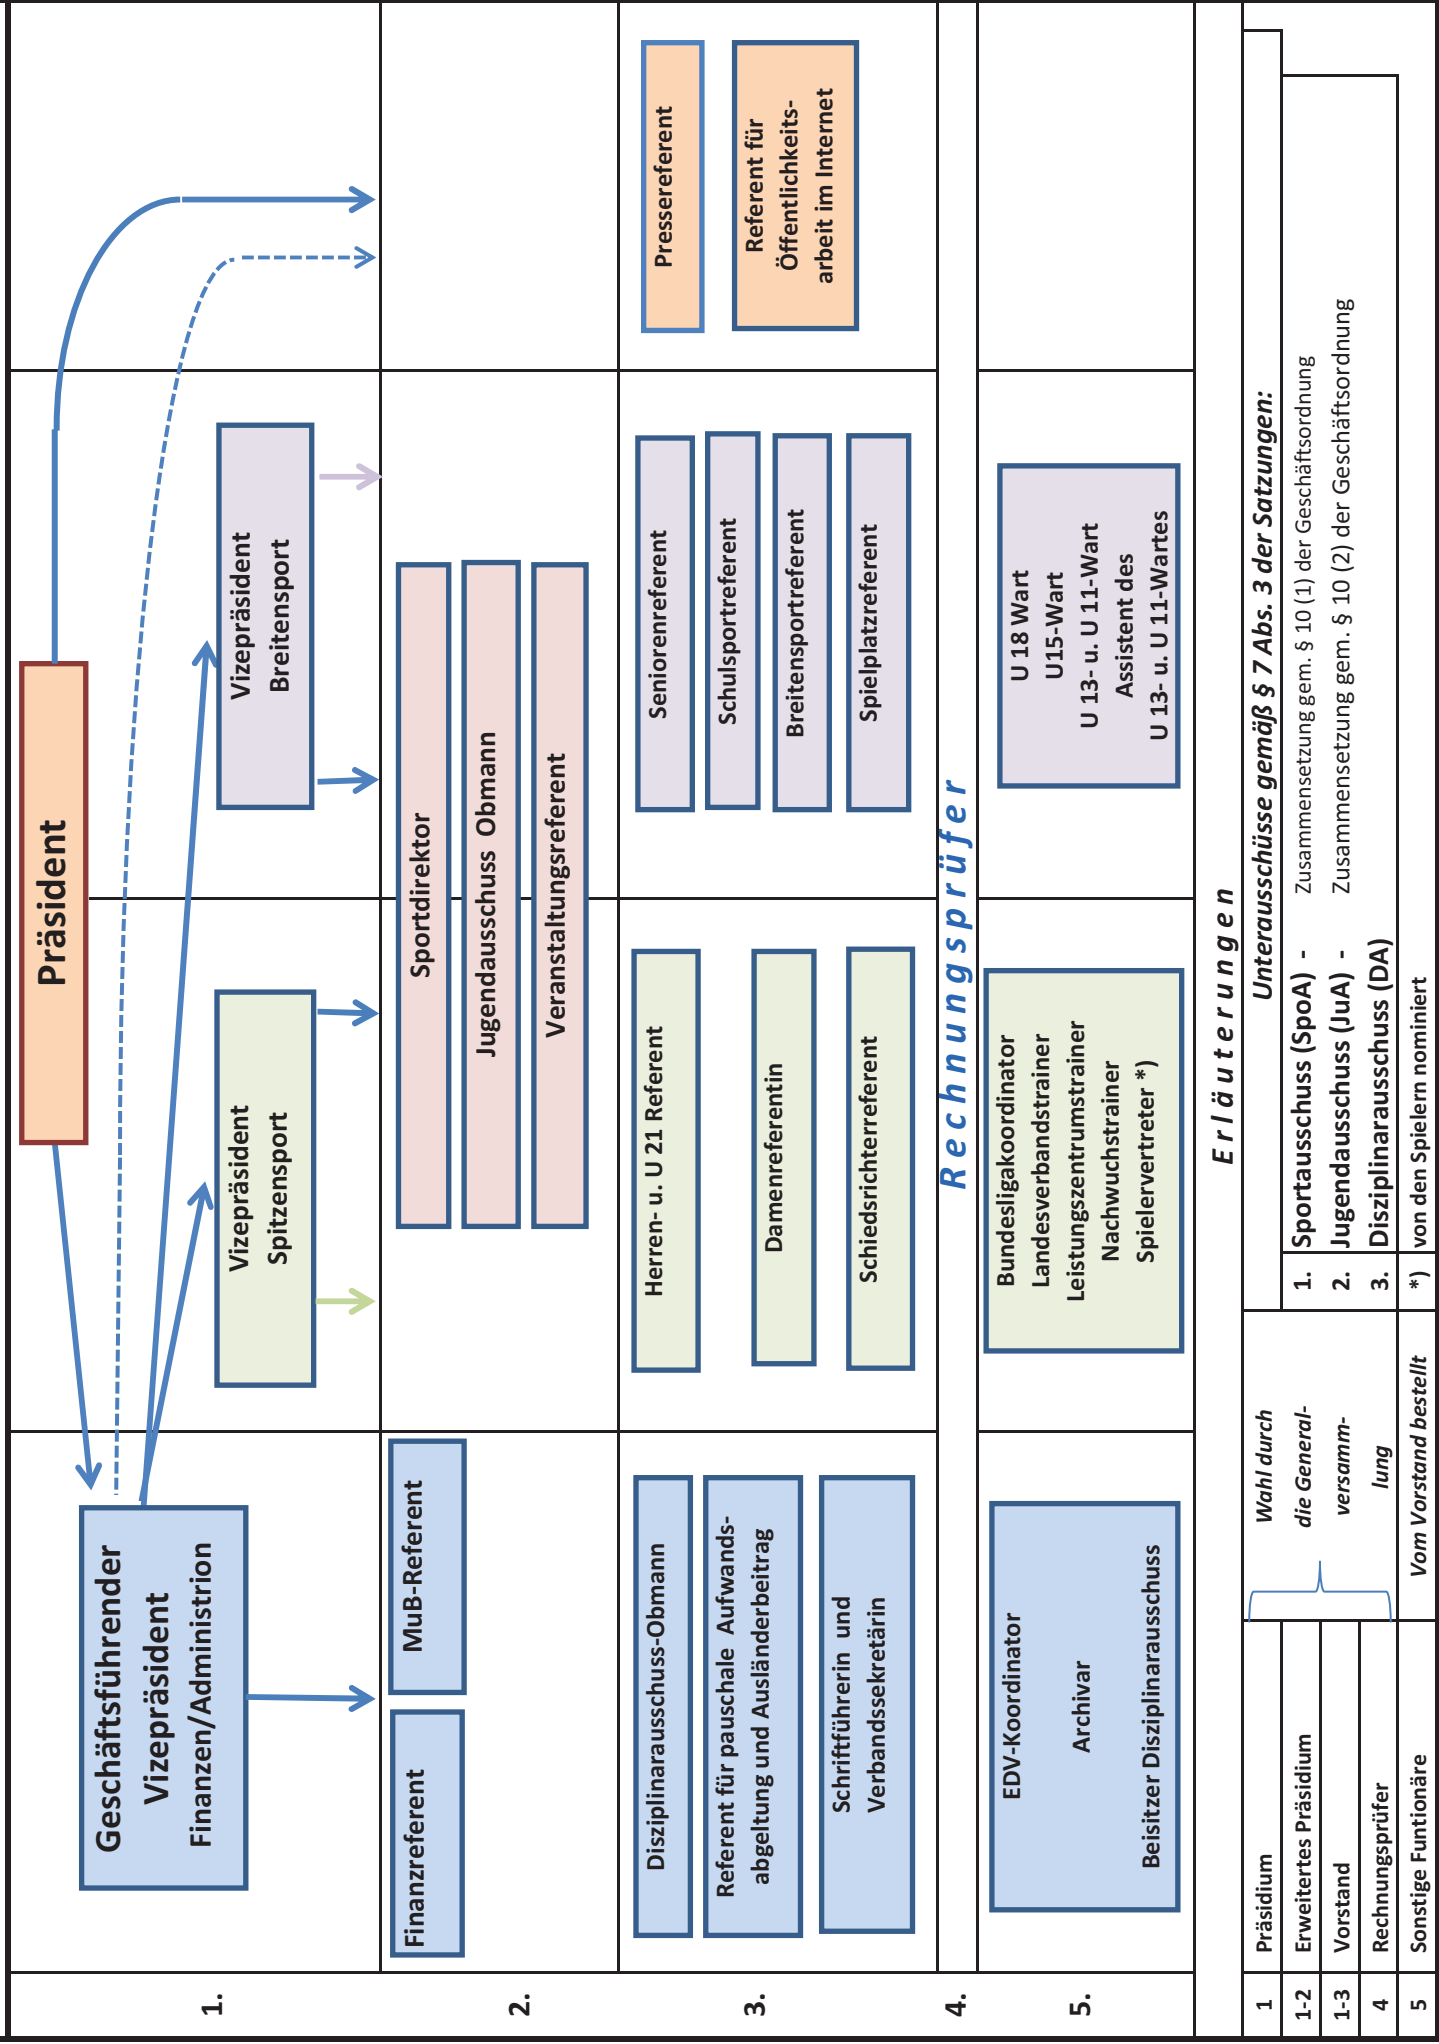 Präsident
Geschäftsführender
Vizepräsident
Finanzen/Administrion
Vizepräsident
Spitzensport
Vizepräsident
Breitensport
1.
Finanzreferent
MuB-Referent
Sportdirektor
Jugendausschuss Obmann
Veranstaltungsreferent
2.
Disziplinarausschuss-Obmann
Referent für pauschale Aufwands-
abgeltung und Ausländerbeitrag
Schriftführerin und
Verbandssekretärin
Herren- u. U 21 Referent
Damenreferentin
Schiedsrichterreferent
Seniorenreferent
Schulsportreferent
Breitensportreferent
Spielplatzreferent
Pressereferent
Referent für
Öffentlichkeits-
arbeit im Internet
3.
4.
Rechnungsprüfer
5.
EDV-Koordinator
Archivar
Beisitzer Disziplinarausschuss
Bundesligakoordinator
Landesverbandstrainer
Leistungszentrumtrainer
Nachwuchstrainer
Spielervertreter *)
U 18 Wart
U15-Wart
U 13- u. U 11-Wart
Assistent des
U 13- u. U 11-Wartes
Erläuterungen
1 Präsidium
1-2 Erweitertes Präsidium
1-3 Vorstand
4 Rechnungsprüfer
5 Sonstige Funtionäre
Wahl durch
die General-
versamm-
lung
Vom Vorstand bestellt
Unterausschüsse gemäß § 7 Abs. 3 der Satzungen:
1. Sportausschuss (SpoA) - Zusammensetzung gem. § 10 (1) der Geschäftsordnung
2. Jugendausschuss (JuA) - Zusammensetzung gem. § 10 (2) der Geschäftsordnung
3. Disziplinarausschuss (DA)
*) von den Spielern nominiert